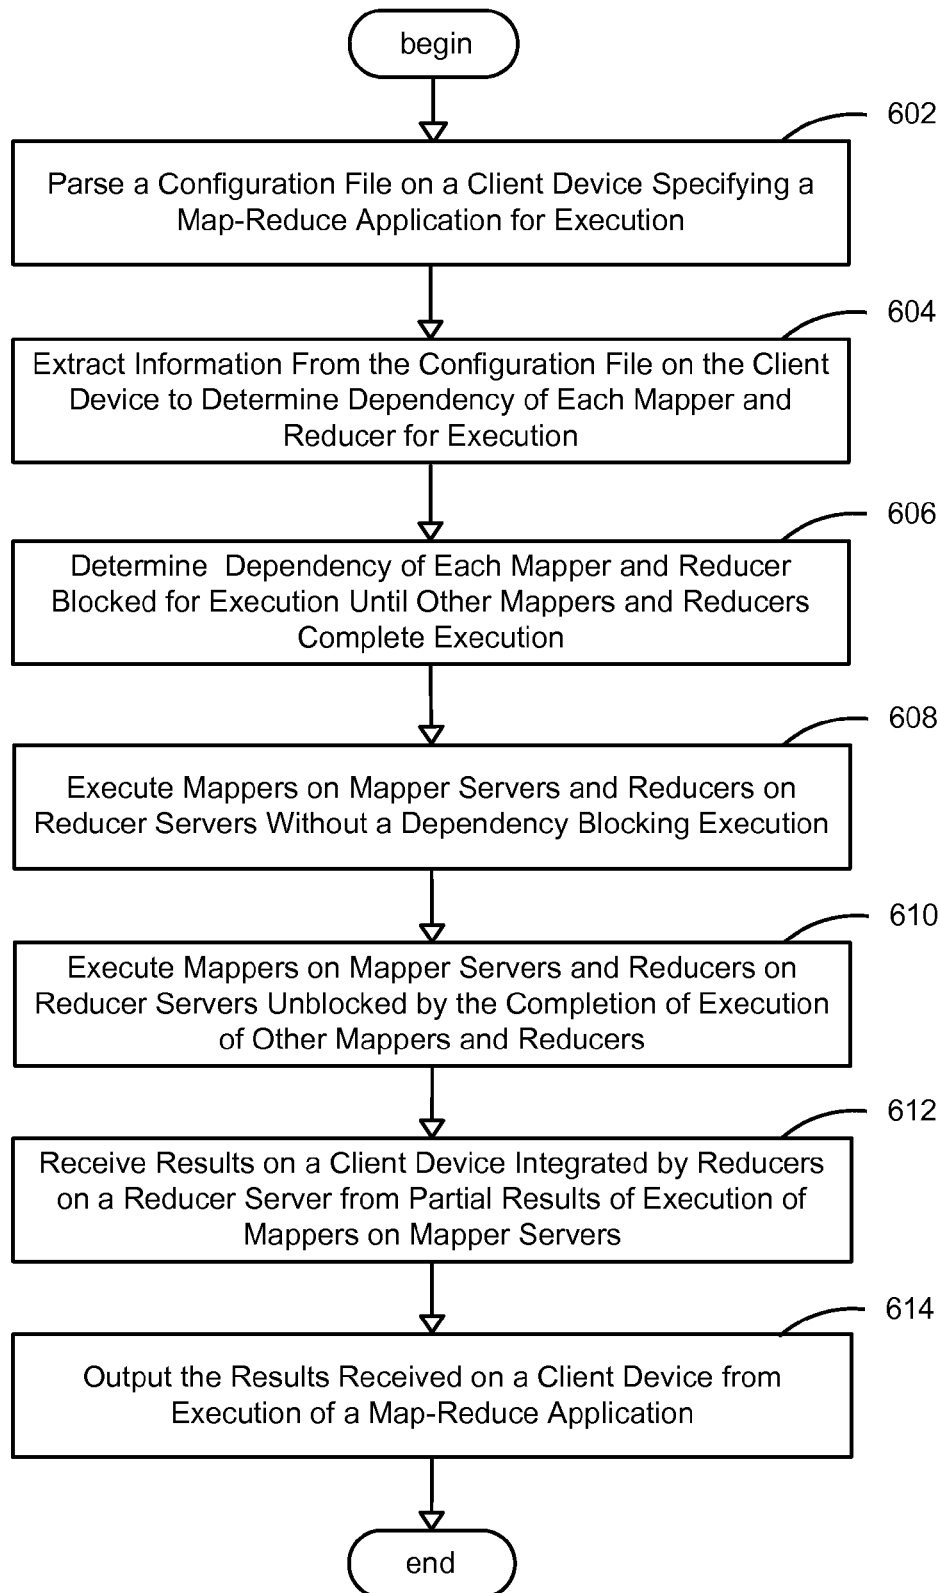 begin
602
Parse a Configuration File on a Client Device Specifying a
Map-Reduce Application for Execution
604
Extract Information From the Configuration File on the Client
Device to Determine Dependency of Each Mapper and
Reducer for Execution
606
Determine Dependency of Each Mapper and Reducer
Blocked for Execution Until Other Mappers and Reducers
Complete Execution
608
Execute Mappers on Mapper Servers and Reducers on
Reducer Servers Without a Dependency Blocking Execution
610
Execute Mappers on Mapper Servers and Reducers on
Reducer Servers Unblocked by the Completion of Execution
of Other Mappers and Reducers
612
Receive Results on a Client Device Integrated by Reducers
on a Reducer Server from Partial Results of Execution of
Mappers on Mapper Servers
614
Output the Results Received on a Client Device from
Execution of a Map-Reduce Application
end